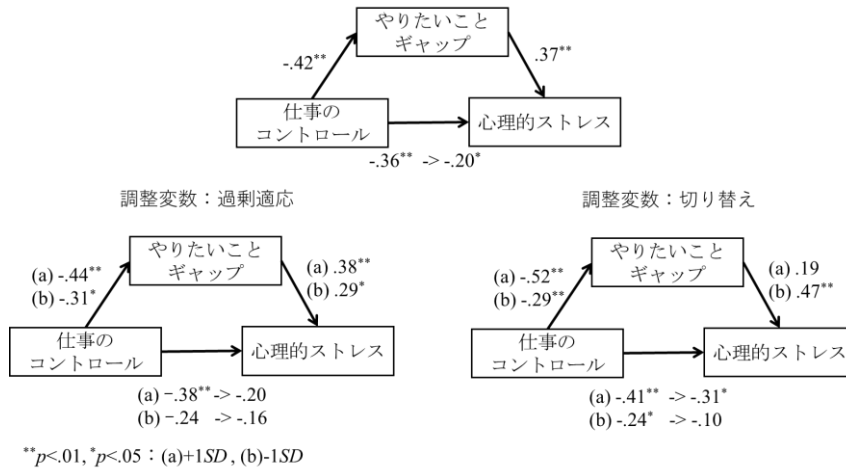 やりたいこと
ギャップ
-.42**
.37**
仕事の
コントロール
心理的ストレス
-.36** -> -.20*
調整変数：過剰適応
やりたいこと
ギャップ
(a) -.44**
(b) -.31*
(a) .38**
(b) .29*
仕事の
コントロール
心理的ストレス
(a) -.38** -> -.20
(b) -.24 -> -.16
調整変数：切り替え
やりたいこと
ギャップ
(a) -.52**
(b) -.29**
(a) .19
(b) .47**
仕事の
コントロール
心理的ストレス
(a) -.41** -> -.31*
(b) -.24* -> -.10
**p<.01, *p<.05：(a)+1SD , (b)-1SD